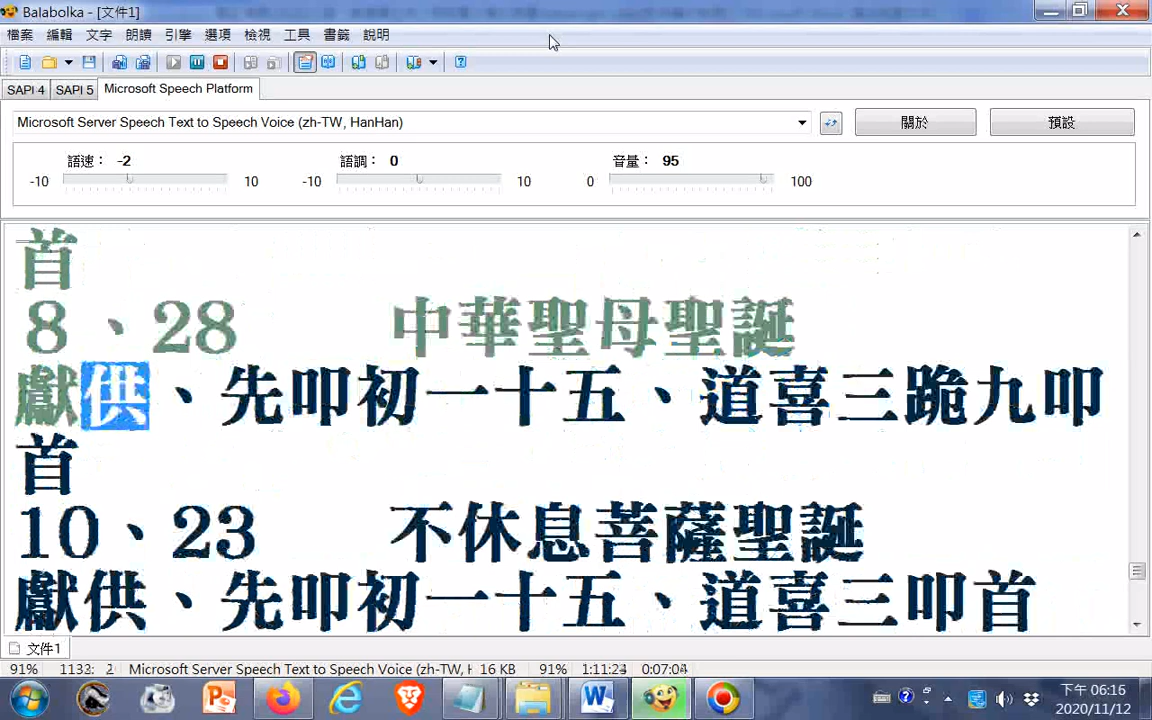 Balabolka - [文件1]
檔案 編輯 文字 朗讀 引擎 選項 檢視 工具 書籤 說明
SAPI 4 SAPI 5 Microsoft Speech Platform
Microsoft Server Speech Text to Speech Voice (zh-TW, HanHan) 關於 預設
語速： -2 語調： 0 音量： 95
-10 10 -10 10 0 100
首
8、28 中華聖母聖誕
獻供、先叩初一十五、道喜三跪九叩
首
10、23 不休息菩薩聖誕
獻供、先叩初一十五、道喜三叩首
文件1
91% 1133: 2 Microsoft Server Speech Text to Speech Voice (zh-TW, H 16 KB 91% 1:11:24 0:07:04
下午 06:16
2020/11/12